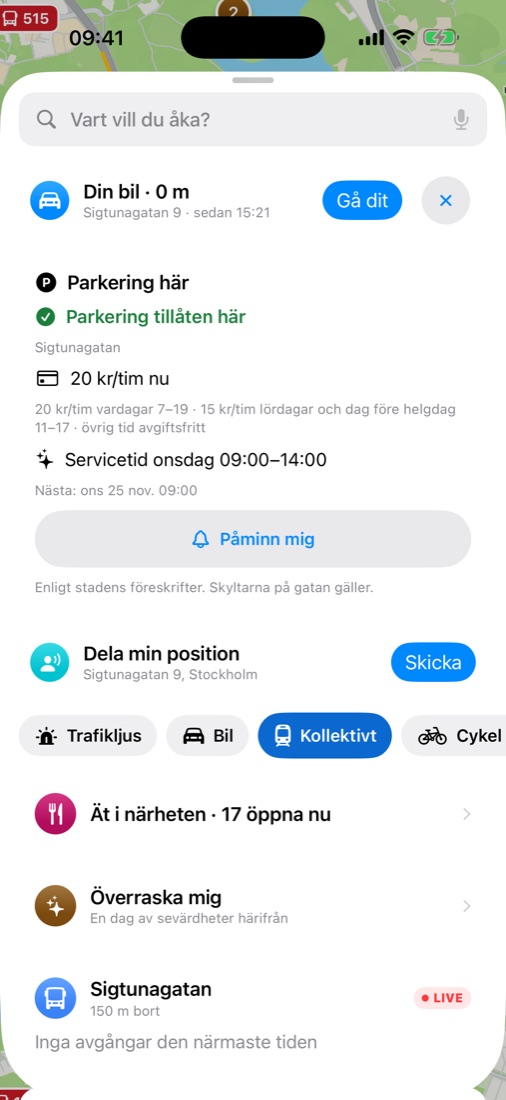 515
2
09:41
Vart vill du åka?
Din bil · 0 m
Sigtunagatan 9 · sedan 15:21
Gå dit
P Parkering här
Parkering tillåten här
Sigtunagatan
20 kr/tim nu
20 kr/tim vardagar 7–19 · 15 kr/tim lördagar och dag före helgdag
11–17 · övrig tid avgiftsfritt
Servicetid onsdag 09:00–14:00
Nästa: ons 25 nov. 09:00
Påminn mig
Enligt stadens föreskrifter. Skyltarna på gatan gäller.
Dela min position
Sigtunagatan 9, Stockholm
Skicka
Trafikljus
Bil
Kollektivt
Cykel
Ät i närheten · 17 öppna nu
Överraska mig
En dag av sevärdheter härifrån
Sigtunagatan
150 m bort
LIVE
Inga avgångar den närmaste tiden